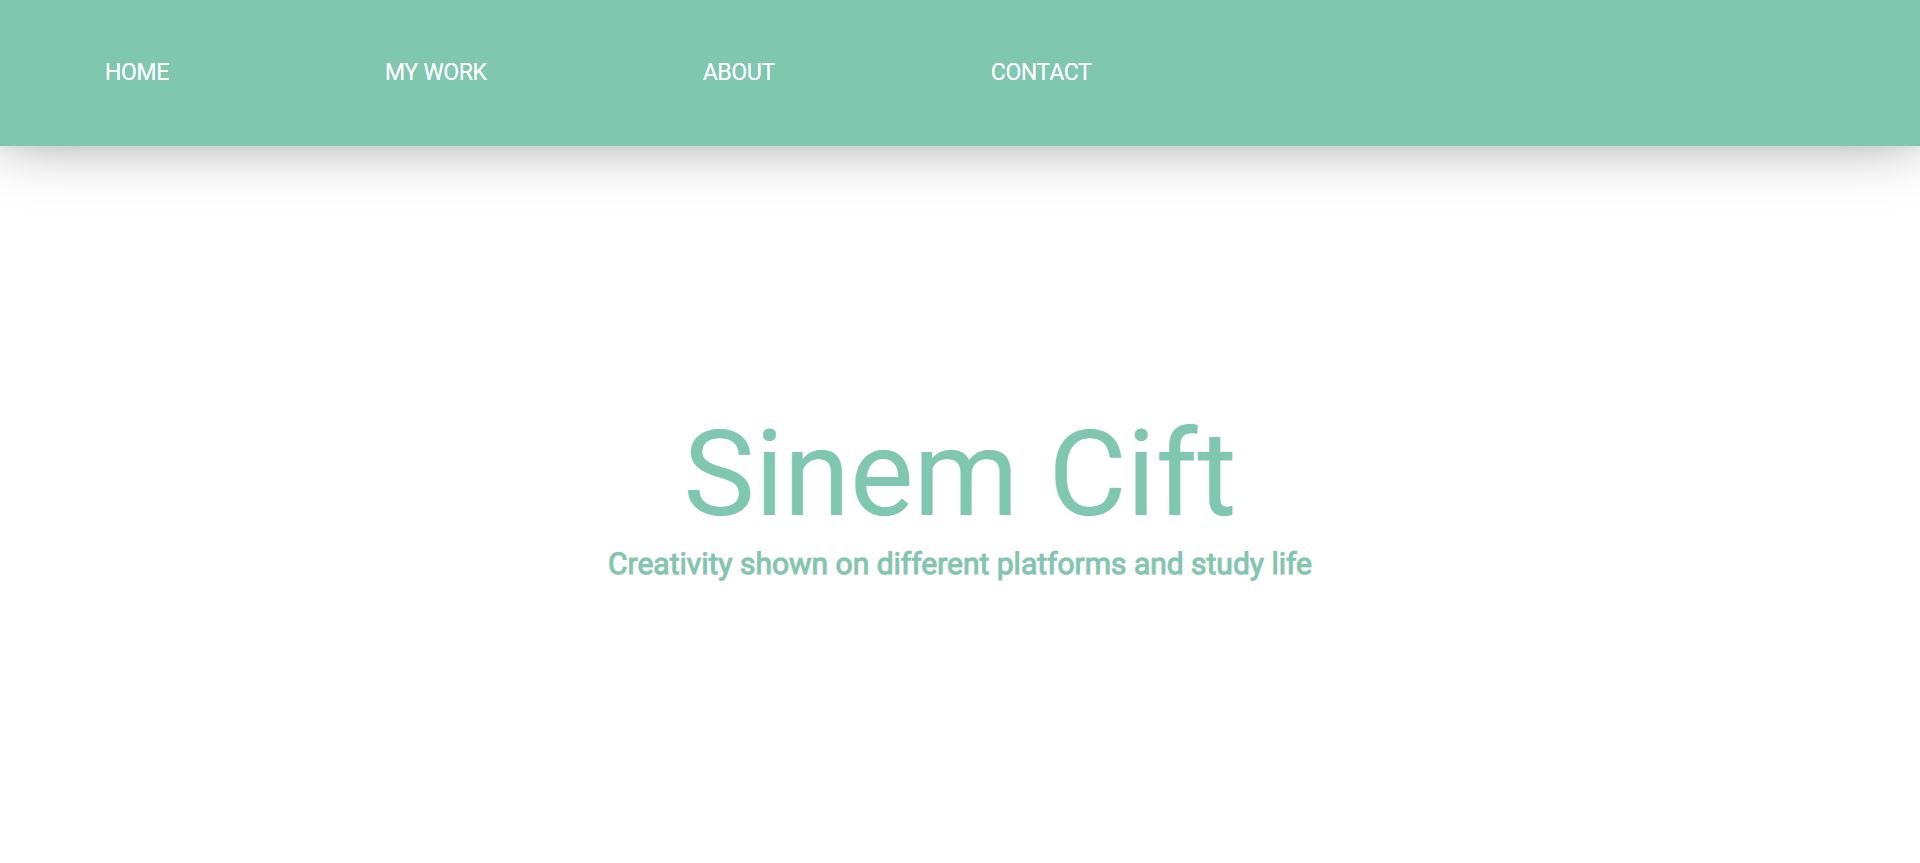 HOME MY WORK ABOUT CONTACT
Sinem Cift
Creativity shown on different platforms and study life